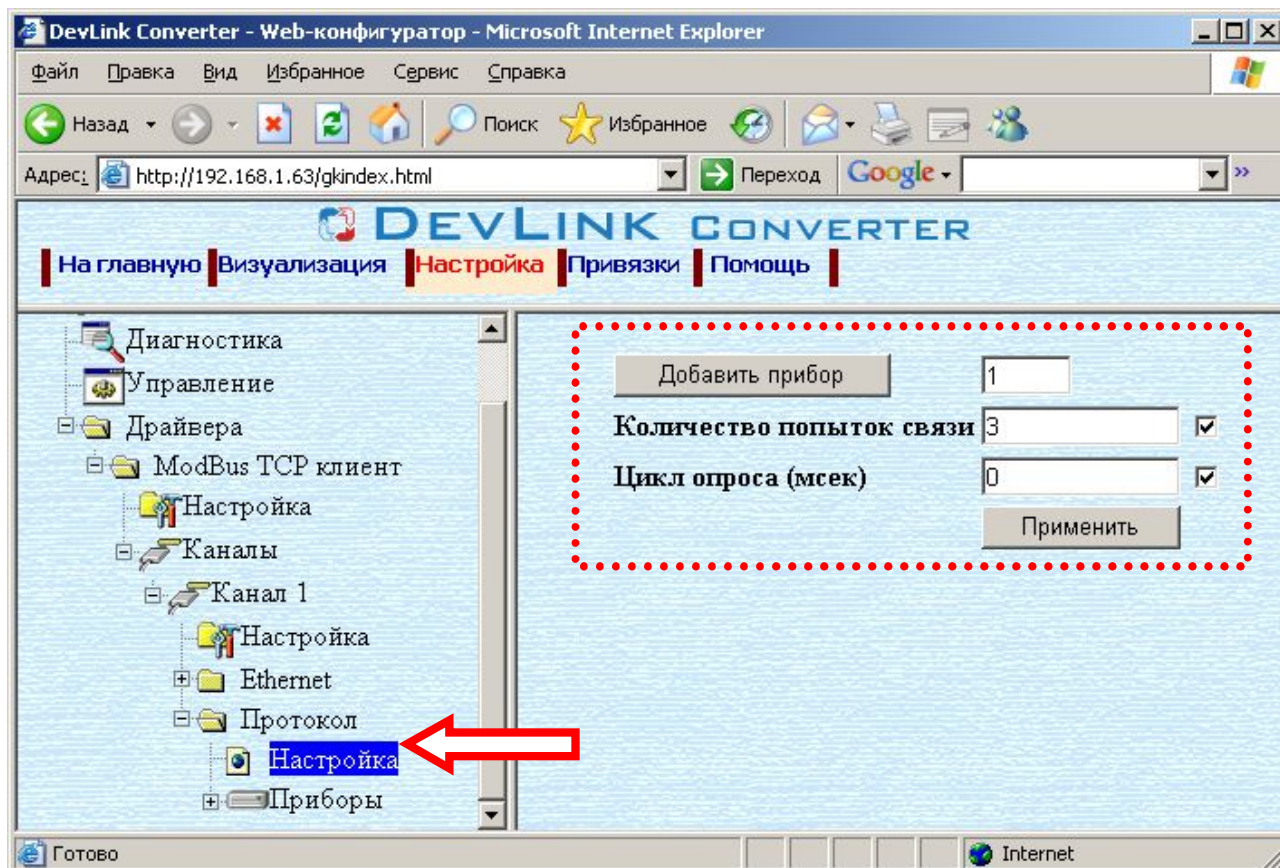 DevLink Converter - Web-конфигуратор - Microsoft Internet Explorer
Файл Правка Вид Избранное Сервис Справка
Назад Поиск Избранное
Адрес: http://192.168.1.63/gkindex.html Переход Google »
DEVLINK CONVERTER
На главную Визуализация Настройка Привязки Помощь
Диагностика
Управление
Драйвера
ModBus TCP клиент
Настройка
Каналы
Канал 1
Настройка
Ethernet
Протокол
Настройка
Приборы
Добавить прибор 1
Количество попыток связи 3
Цикл опроса (мсек) 0
Применить
Готово Internet